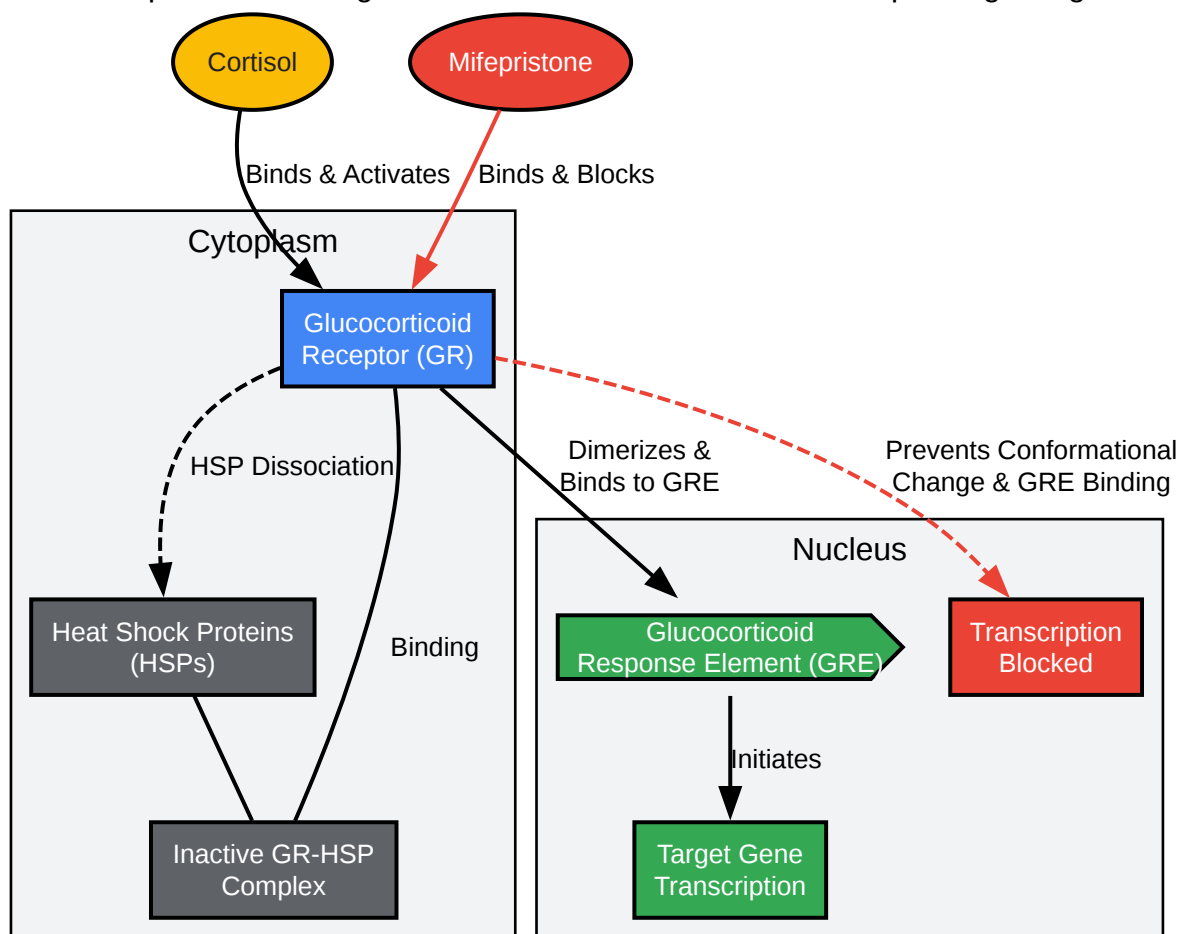 Cortisol
Mifepristone
Binds & Activates
Binds & Blocks
Cytoplasm
Glucocorticoid
Receptor (GR)
HSP Dissociation
Dimerizes &
Binds to GRE
Prevents Conformational
Change & GRE Binding
Nucleus
Heat Shock Proteins
(HSPs)
Binding
Glucocorticoid
Response Element (GRE)
Transcription
Blocked
Initiates
Inactive GR-HSP
Complex
Target Gene
Transcription